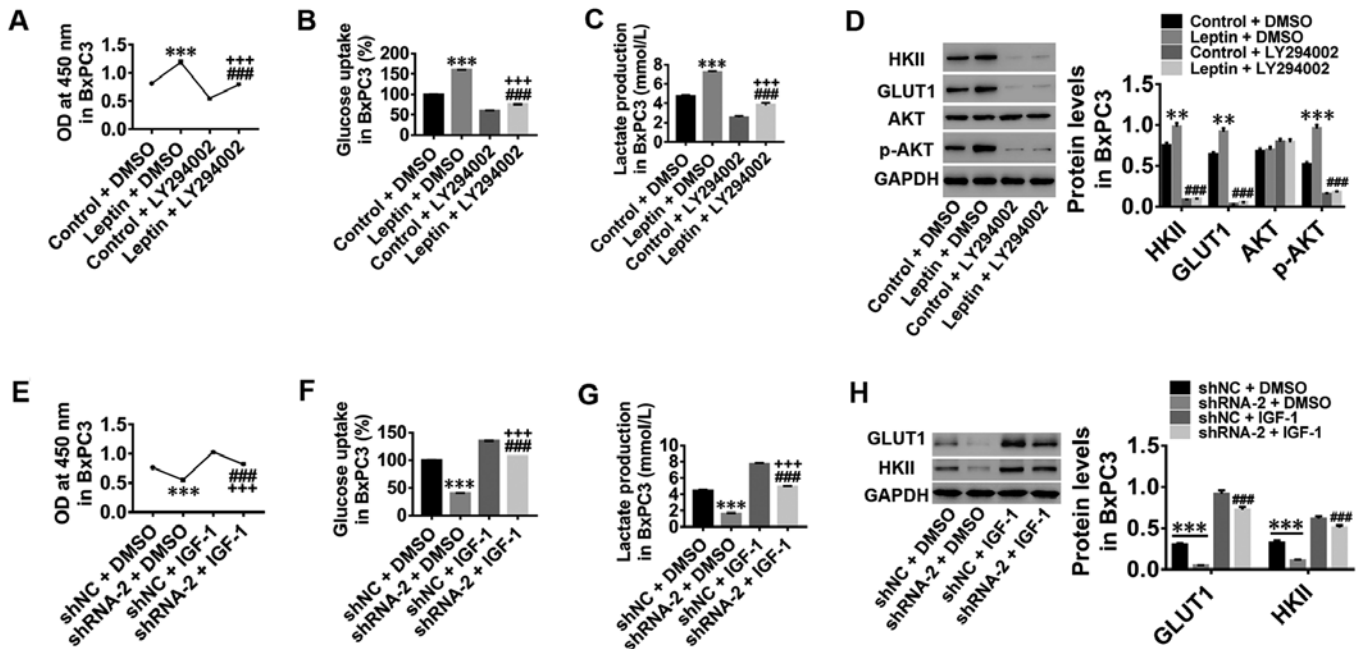 A
OD at 450 nm
in BxPC3
1.5
1.0
0.5
0.0
***
+++
###
Control + DMSO
Leptin + DMSO
Control + LY294002
Leptin + LY294002
B
Glucose uptake
in BxPC3 (%)
200
150
100
50
0
***
+++
###
Control + DMSO
Leptin + DMSO
Control + LY294002
Leptin + LY294002
C
Lactate production
in BxPC3 (mmol/L)
8
6
4
2
0
***
+++
###
Control + DMSO
Leptin + DMSO
Control + LY294002
Leptin + LY294002
D
HKII
GLUT1
AKT
p-AKT
GAPDH
Control + DMSO
Leptin + DMSO
Control + LY294002
Leptin + LY294002
Control + DMSO
Leptin + DMSO
Control + LY294002
Leptin + LY294002
Protein levels
in BxPC3
1.5
1.0
0.5
0.0
** ** ***
### ### ###
HKII
GLUT1
AKT
p-AKT
E
OD at 450 nm
in BxPC3
1.5
1.0
0.5
0.0
***
###
+++
shNC + DMSO
shRNA-2 + DMSO
shNC + IGF-1
shRNA-2 + IGF-1
F
Glucose uptake
in BxPC3 (%)
150
100
50
0
***
+++
###
shNC + DMSO
shRNA-2 + DMSO
shNC + IGF-1
shRNA-2 + IGF-1
G
Lactate production
in BxPC3 (mmol/L)
10
8
6
4
2
0
***
+++
###
shNC + DMSO
shRNA-2 + DMSO
shNC + IGF-1
shRNA-2 + IGF-1
H
GLUT1
HKII
GAPDH
shNC + DMSO
shRNA-2 + DMSO
shNC + IGF-1
shRNA-2 + IGF-1
shNC + DMSO
shRNA-2 + DMSO
shNC + IGF-1
shRNA-2 + IGF-1
Protein levels
in BxPC3
1.5
1.0
0.5
0.0
*** ###
*** ###
GLUT1
HKII